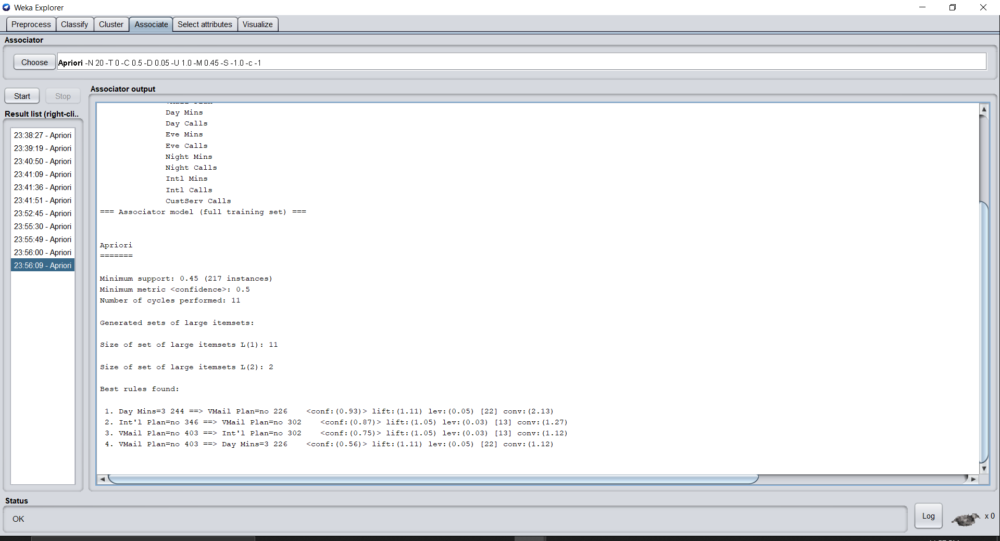 Weka Explorer
Preprocess Classify Cluster Associate Select attributes Visualize
Associator
Choose Apriori -N 20 -T 0 -C 0.5 -D 0.05 -U 1.0 -M 0.45 -S -1.0 -c -1
Start Stop
Result list (right-cli..
23:38:27 - Apriori
23:39:19 - Apriori
23:40:50 - Apriori
23:41:09 - Apriori
23:41:36 - Apriori
23:41:51 - Apriori
23:52:45 - Apriori
23:55:30 - Apriori
23:55:49 - Apriori
23:56:00 - Apriori
23:56:09 - Apriori
Associator output
Day Mins
Day Calls
Eve Mins
Eve Calls
Night Mins
Night Calls
Intl Mins
Intl Calls
CustServ Calls
=== Associator model (full training set) ===
Apriori
=======
Minimum support: 0.45 (217 instances)
Minimum metric <confidence>: 0.5
Number of cycles performed: 11
Generated sets of large itemsets:
Size of set of large itemsets L(1): 11
Size of set of large itemsets L(2): 2
Best rules found:
1. Day Mins=3 244 ==> VMail Plan=no 226 <conf:(0.93)> lift:(1.11) lev:(0.05) [22] conv:(2.13)
2. Int'l Plan=no 346 ==> VMail Plan=no 302 <conf:(0.87)> lift:(1.05) lev:(0.03) [13] conv:(1.27)
3. VMail Plan=no 403 ==> Int'l Plan=no 302 <conf:(0.75)> lift:(1.05) lev:(0.03) [13] conv:(1.12)
4. VMail Plan=no 403 ==> Day Mins=3 226 <conf:(0.56)> lift:(1.11) lev:(0.05) [22] conv:(1.12)
Status
OK
Log
x 0